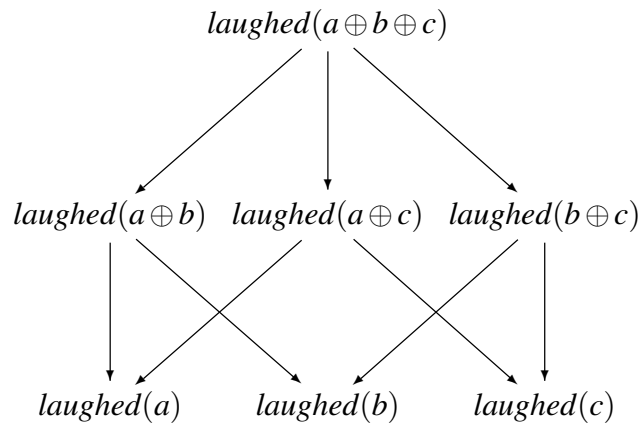 laughed(a ⊕ b ⊕ c)
laughed(a ⊕ b) laughed(a ⊕ c) laughed(b ⊕ c)
laughed(a) laughed(b) laughed(c)